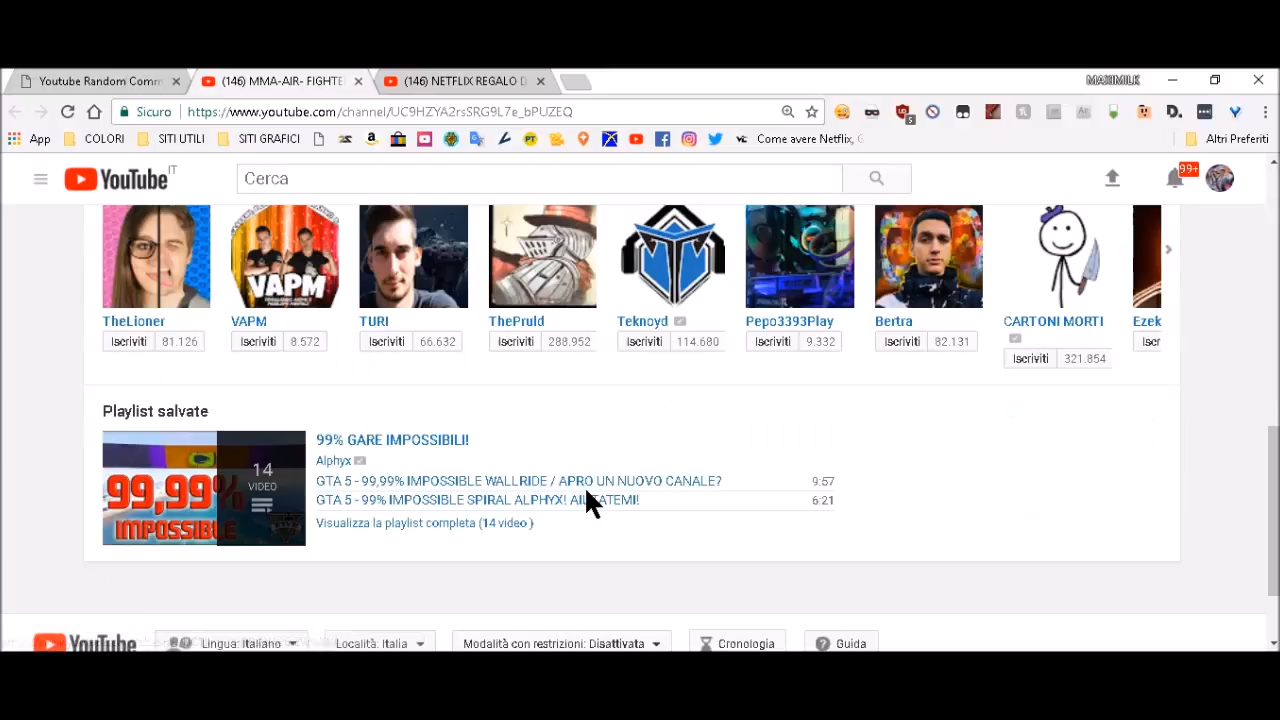 Youtube Random Comm
(146) MMA-AIR- FIGHTE
(146) NETFLIX REGALO D
MAXIMILK
Sicuro
https://www.youtube.com/channel/UC9HZYA2rsSRG9L7e_bPUZEQ
App
COLORI
SITI UTILI
SITI GRAFICI
Come avere Netflix, G
Altri Preferiti
YouTube IT
Cerca
99+
VAPM
TheLioner
VAPM
TURI
ThePruld
Teknoyd
Pepo3393Play
Bertra
CARTONI MORTI
Ezek
Iscriviti 81.126
Iscriviti 8.572
Iscriviti 66.632
Iscriviti 288.952
Iscriviti 114.680
Iscriviti 9.332
Iscriviti 82.131
Iscriviti 321.854
Iscr
Playlist salvate
99,99%
IMPOSSIBLE
14
VIDEO
99% GARE IMPOSSIBILI!
Alphyx
GTA 5 - 99,99% IMPOSSIBLE WALLRIDE / APRO UN NUOVO CANALE? 9:57
GTA 5 - 99% IMPOSSIBLE SPIRAL ALPHYX! 6:21
Visualizza la playlist completa (14 video )
YouTube
Lingua: Italiano
Località: Italia
Modalità con restrizioni: Disattivata
Cronologia
Guida